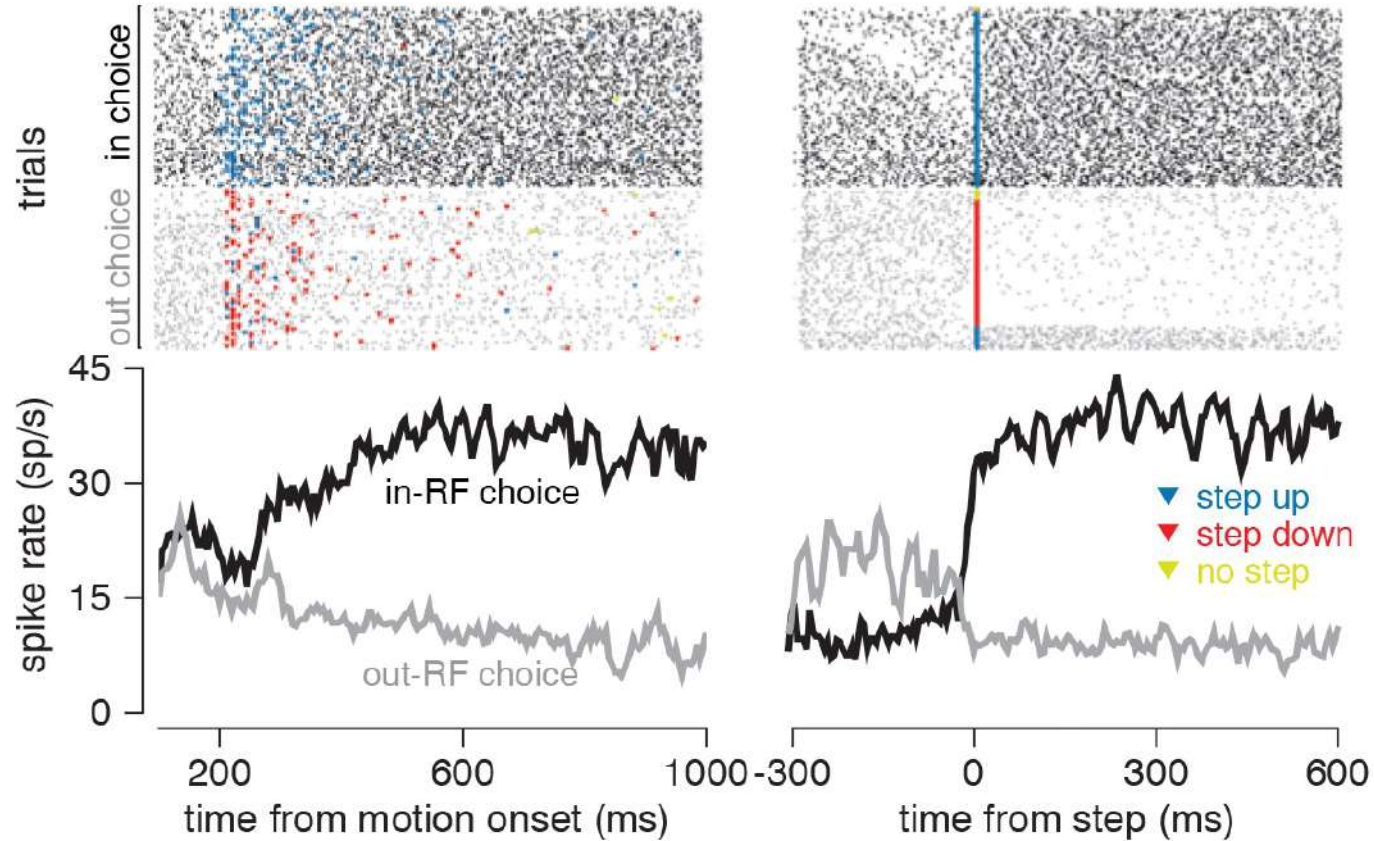 trials
in choice
out choice
spike rate (sp/s)
45
30
15
0
in-RF choice
out-RF choice
200
600
1000
time from motion onset (ms)
step up
step down
no step
-300
0
300
600
time from step (ms)